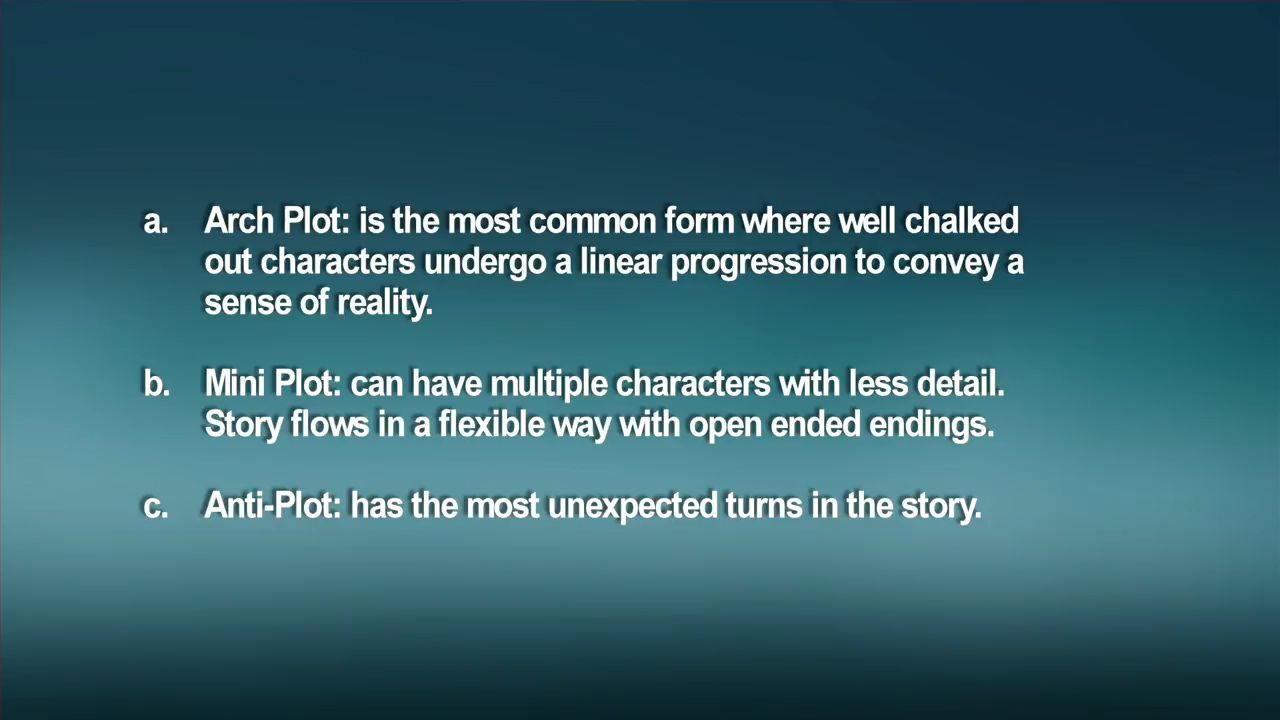 a. Arch Plot: is the most common form where well chalked
out characters undergo a linear progression to convey a
sense of reality.
b. Mini Plot: can have multiple characters with less detail.
Story flows in a flexible way with open ended endings.
c. Anti-Plot: has the most unexpected turns in the story.